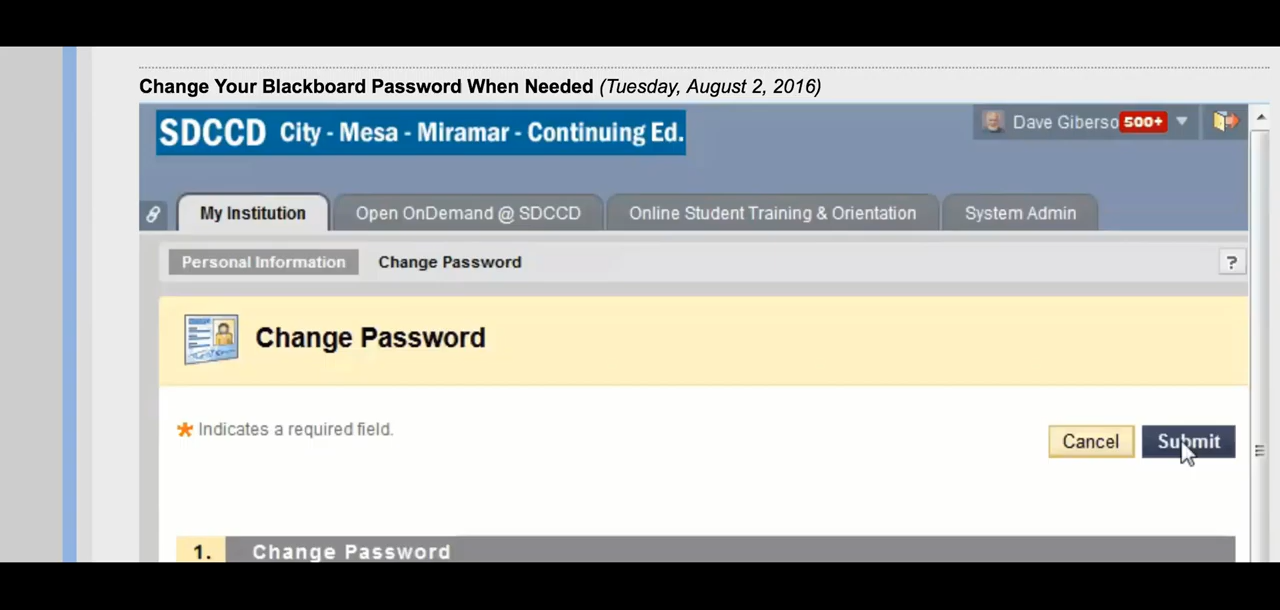 Change Your Blackboard Password When Needed (Tuesday, August 2, 2016)
SDCCD City - Mesa - Miramar - Continuing Ed.
Dave Giberso 500+
My Institution Open OnDemand @ SDCCD Online Student Training & Orientation System Admin
Personal Information Change Password ?
Change Password
* Indicates a required field.
Cancel Submit
1. Change Password